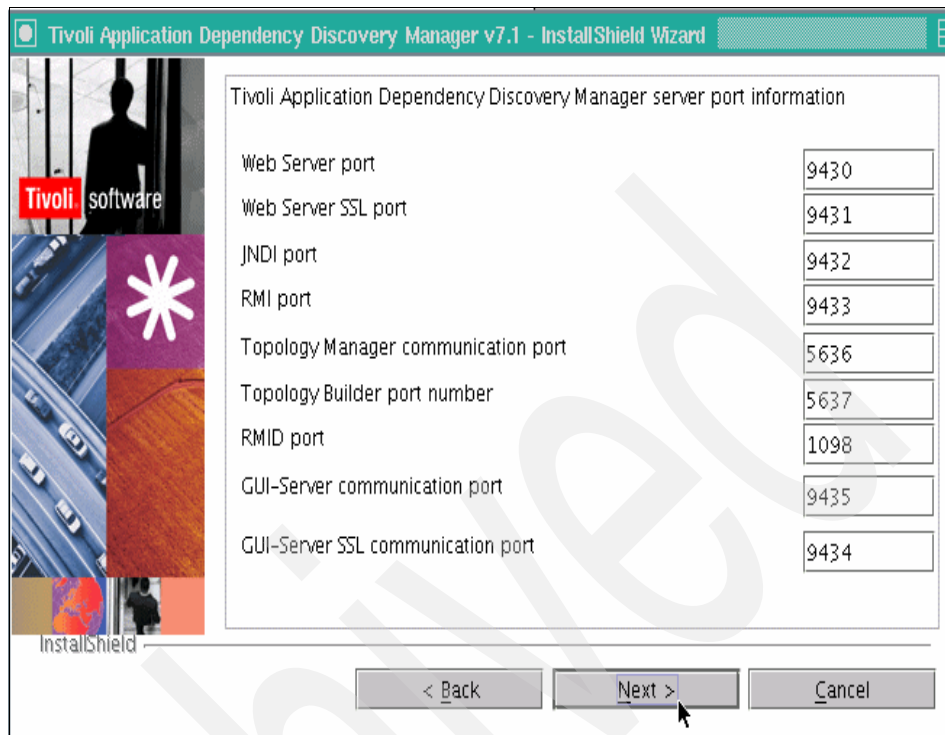 Tivoli Application Dependency Discovery Manager v7.1 - InstallShield Wizard
Tivoli Application Dependency Discovery Manager server port information
Web Server port 9430
Web Server SSL port 9431
JNDI port 9432
RMI port 9433
Topology Manager communication port 5636
Topology Builder port number 5637
RMID port 1098
GUI-Server communication port 9435
GUI-Server SSL communication port 9434
Tivoli. software
InstallShield
< Back Next > Cancel